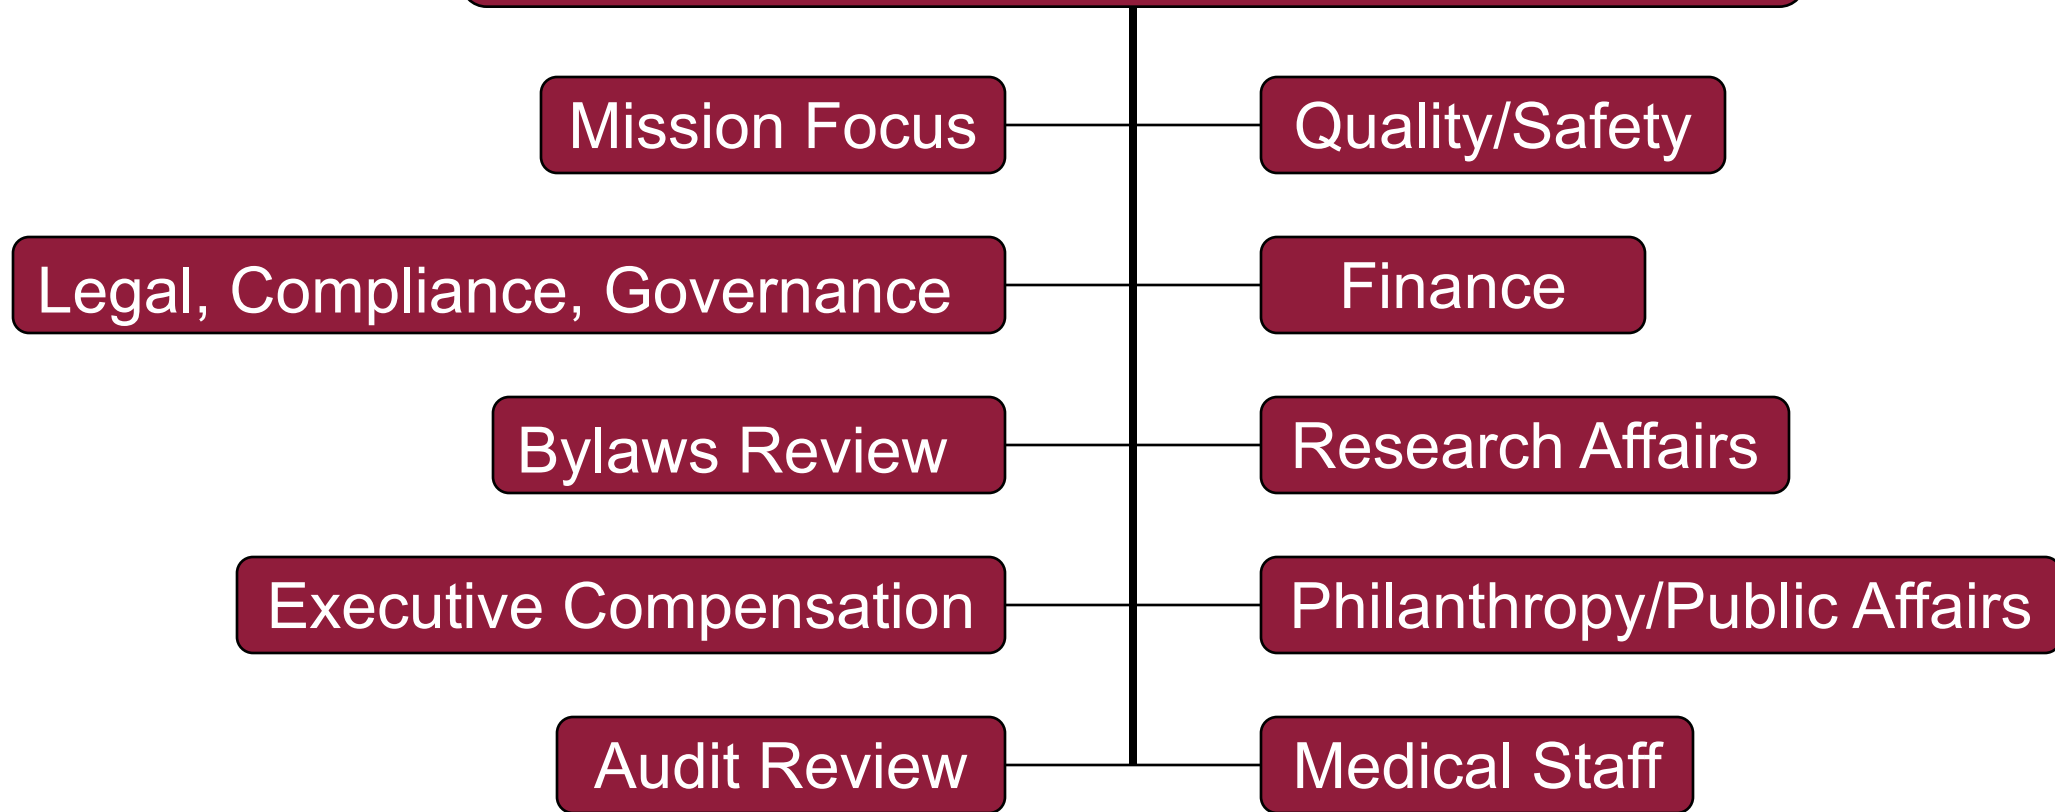 Mission Focus
Quality/Safety
Legal, Compliance, Governance
Finance
Bylaws Review
Research Affairs
Executive Compensation
Philanthropy/Public Affairs
Audit Review
Medical Staff